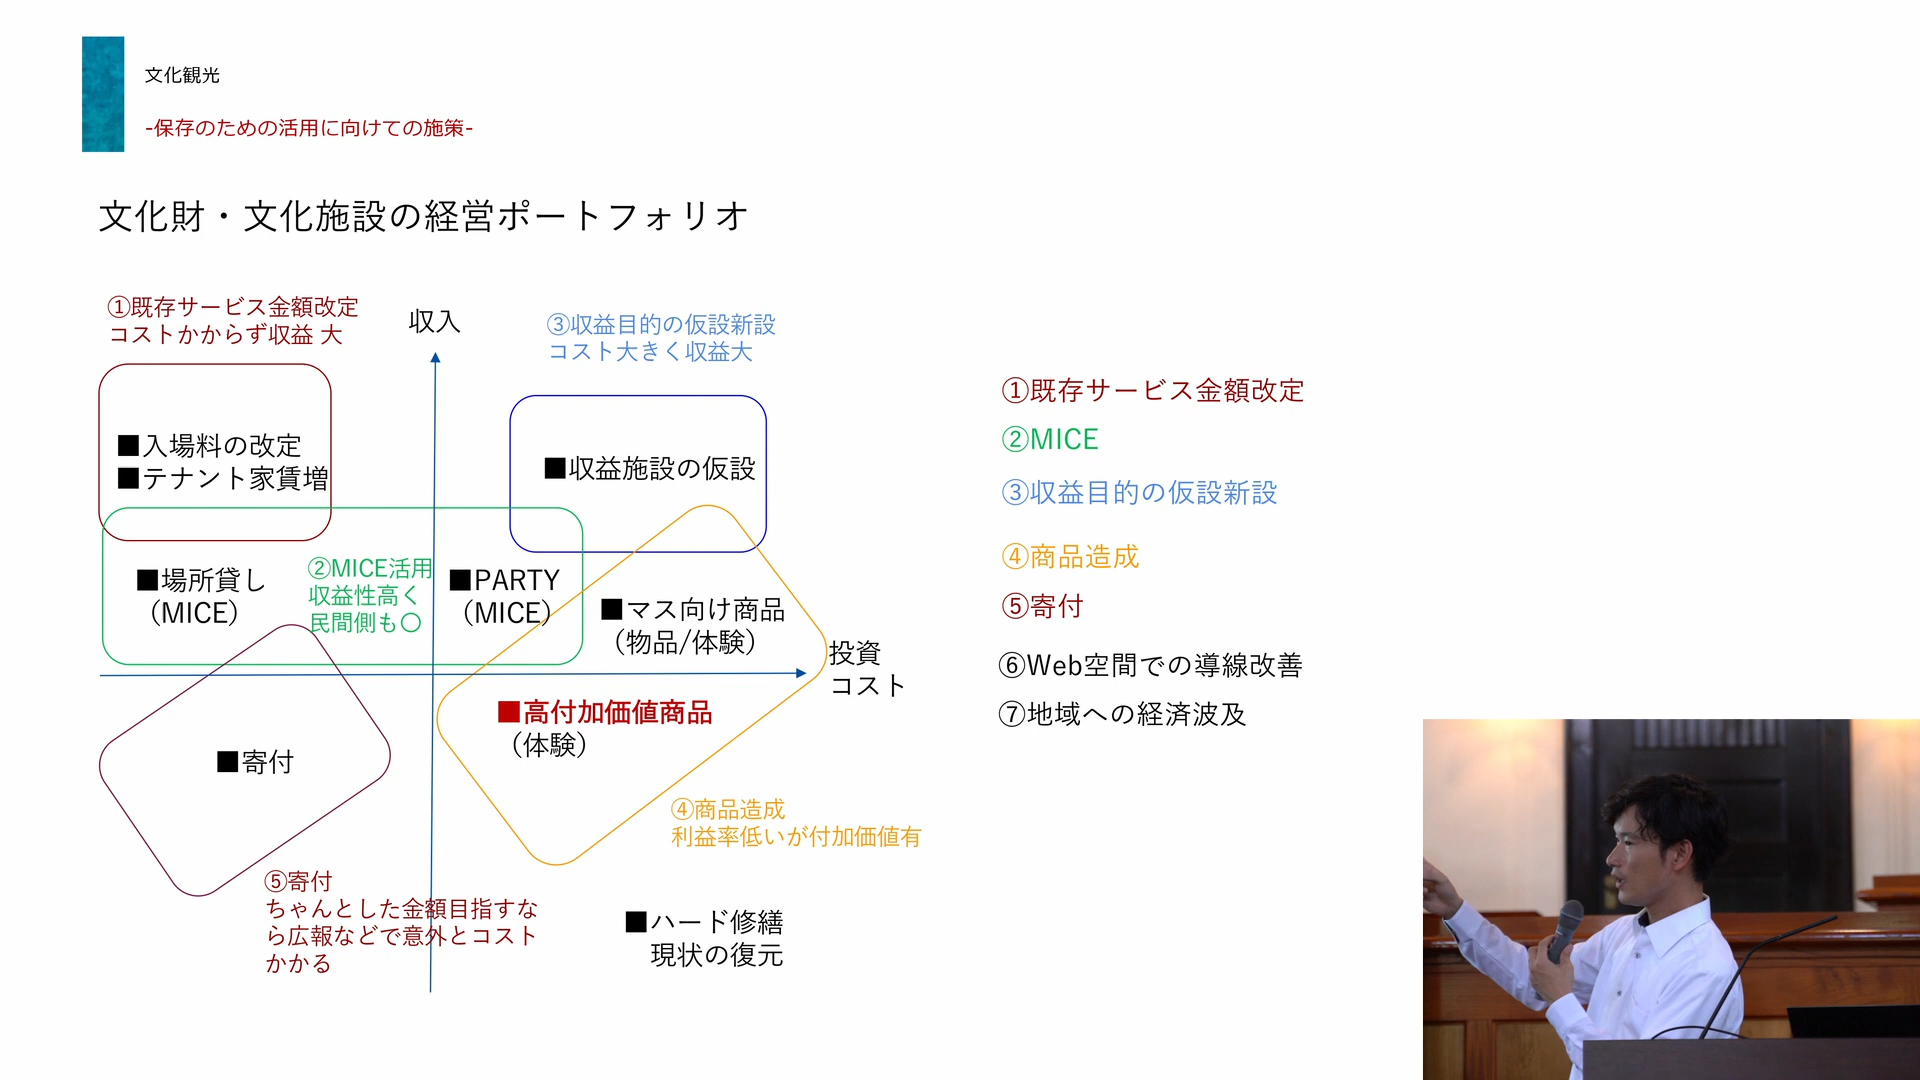 文化観光
-保存のための活用に向けての施策-
文化財・文化施設の経営ポートフォリオ
①既存サービス金額改定
コストかからず収益 大
収入
③収益目的の仮設新設
コスト大きく収益大
■入場料の改定
■テナント家賃増
■収益施設の仮設
■場所貸し
（MICE）
②MICE活用
収益性高く
民間側も〇
■PARTY
（MICE）
■マス向け商品
（物品/体験）
投資
コスト
■高付加価値商品
（体験）
■寄付
④商品造成
利益率低いが付加価値有
⑤寄付
ちゃんとした金額目指すな
ら広報などで意外とコスト
かかる
■ハード修繕
現状の復元
①既存サービス金額改定
②MICE
③収益目的の仮設新設
④商品造成
⑤寄付
⑥Web空間での導線改善
⑦地域への経済波及